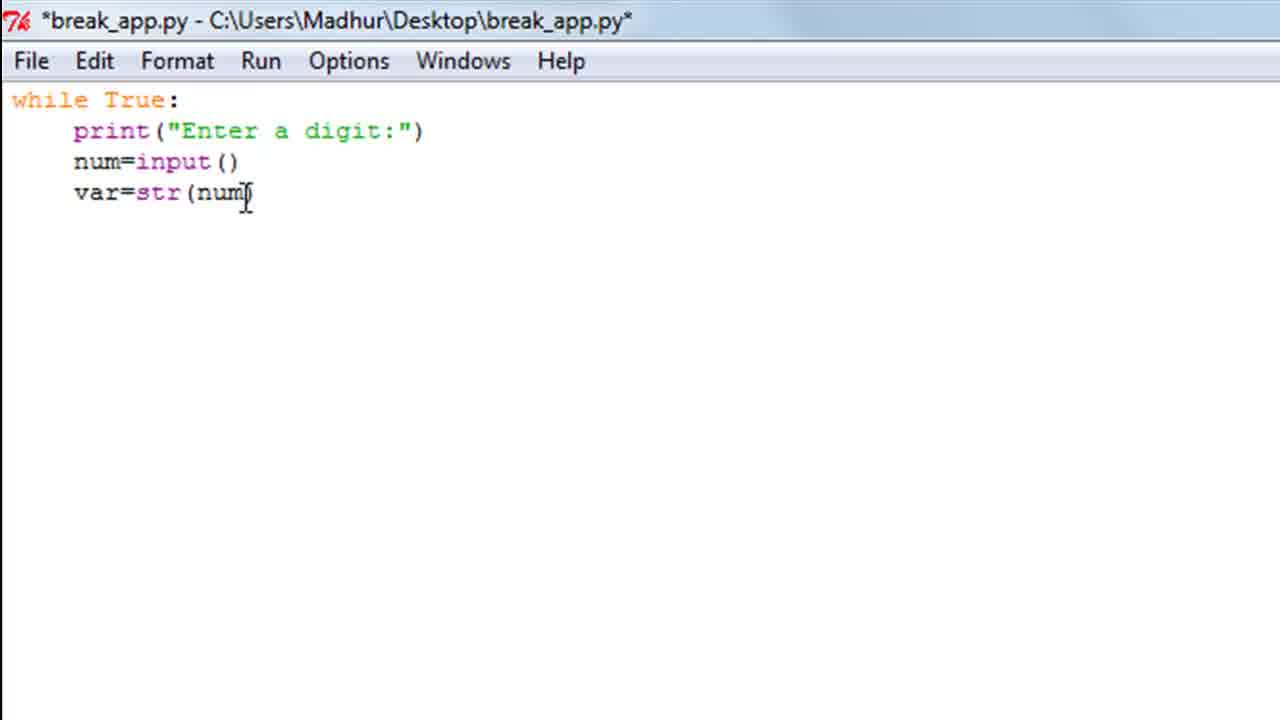 *break_app.py - C:\Users\Madhur\Desktop\break_app.py*
File Edit Format Run Options Windows Help
while True:
    print("Enter a digit:")
    num=input()
    var=str(num)